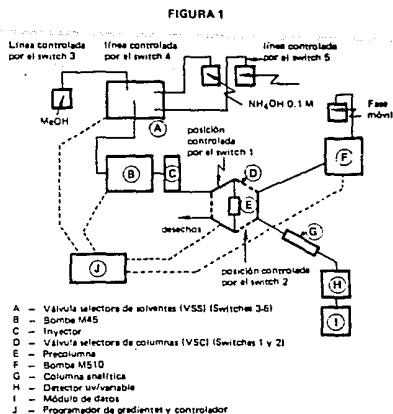 FIGURA 1
Línea controlada
por el switch 3
línea controlada
por el switch 4
línea controlada
por el switch 5
MeOH
NH4OH 0.1 M
Fase
móvil
A
posición
controlada
por el switch 1
B
C
D
E
F
desechos
G
posición controlada
por el switch 2
J
H
I
A – Válvula selectora de solventes (VSS) (Switches 3-5)
B – Bomba M45
C – Inyector
D – Válvula selectora de columnas (VSC) (Switches 1 y 2)
E – Precolumna
F – Bomba M510
G – Columna analítica
H – Detector uv/variable
I – Módulo de datos
J – Programador de gradientes y controlador